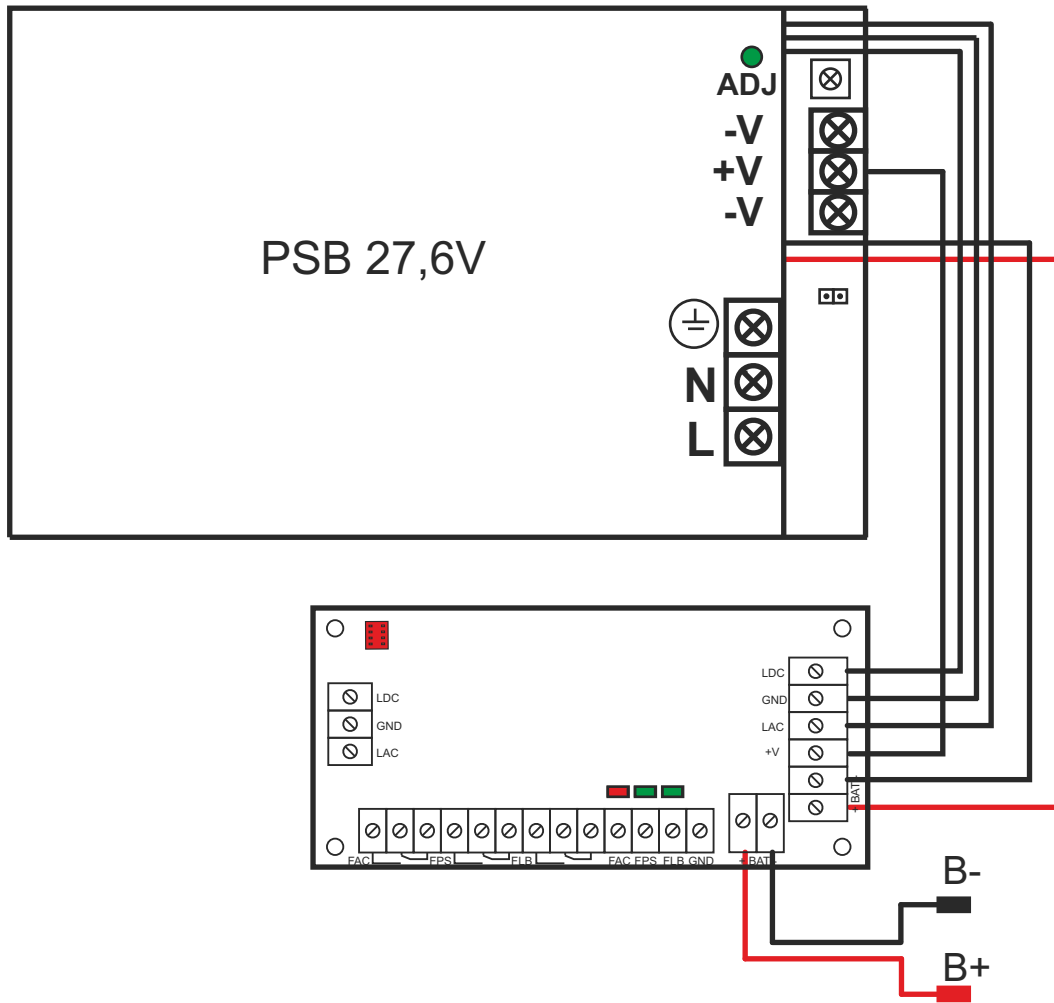 ADJ
-V
+V
-V
PSB 27,6V
N
L
LDC
GND
LAC
LDC
GND
LAC
+V
+ BAT -
FAC FPS FLB FAC FPS FLB GND
+ BAT -
B-
B+